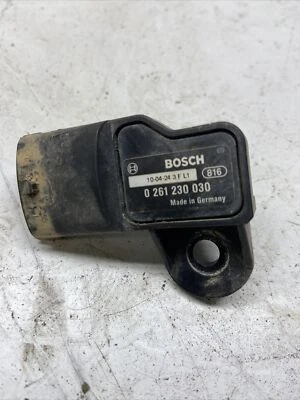 BOSCH
10-04-24 3 F L1 816
0 261 230 030
Made in Germany